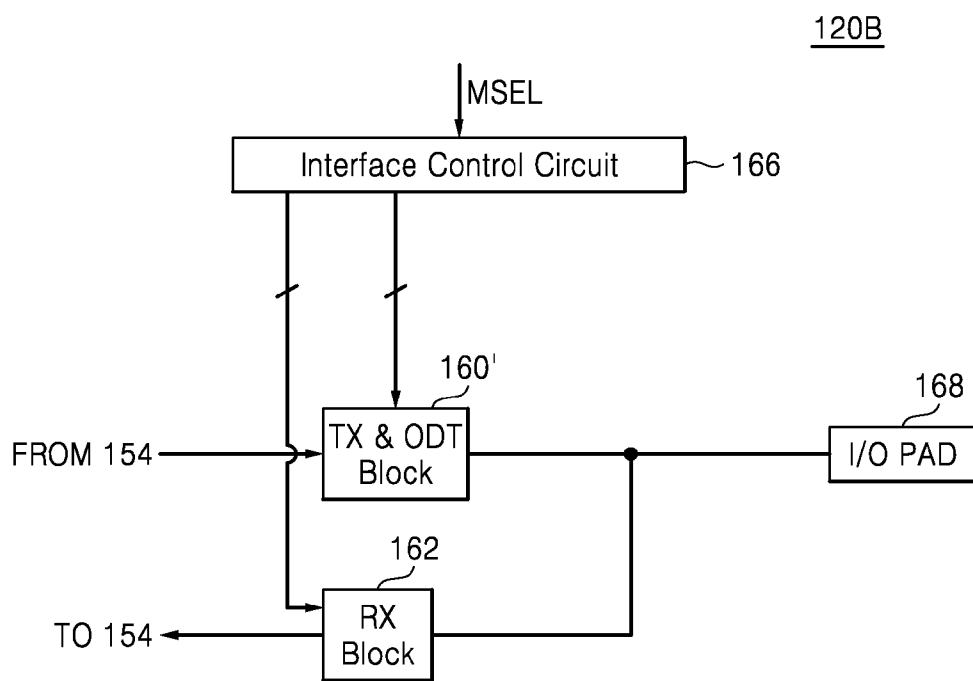 120B
MSEL
Interface Control Circuit
166
160'
168
FROM 154
TX & ODT
Block
I/O PAD
162
TO 154
RX
Block